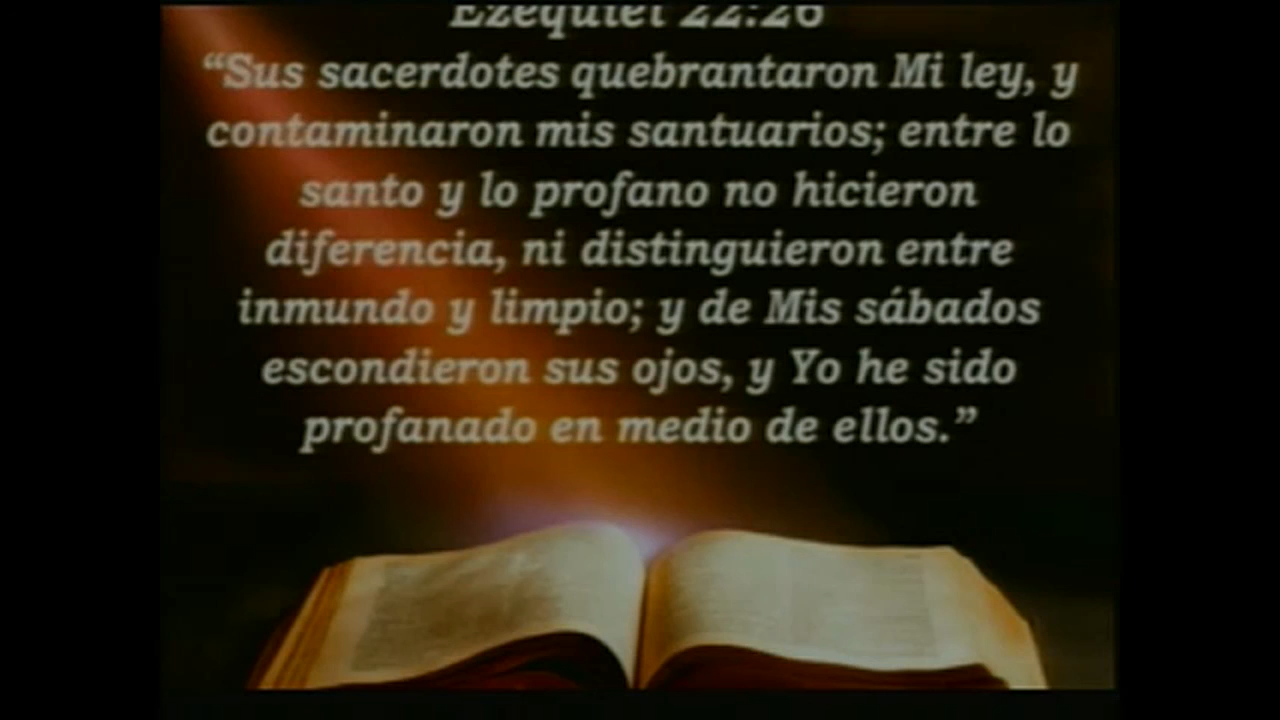 Ezequiel 22:26
“Sus sacerdotes quebrantaron Mi ley, y
contaminaron mis santuarios; entre lo
santo y lo profano no hicieron
diferencia, ni distinguieron entre
inmundo y limpio; y de Mis sábados
escondieron sus ojos, y Yo he sido
profanado en medio de ellos.”